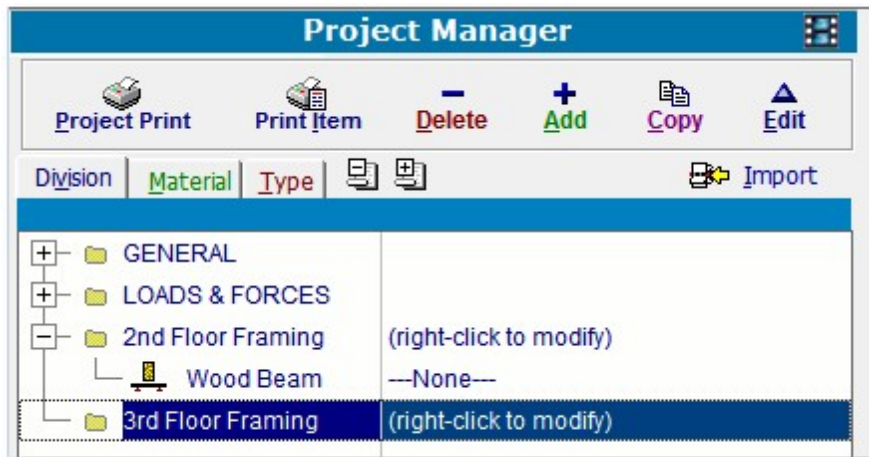 Project Manager
Project Print Print Item Delete Add Copy Edit
Division Material Type Import
GENERAL
LOADS & FORCES
2nd Floor Framing (right-click to modify)
Wood Beam ---None---
3rd Floor Framing (right-click to modify)